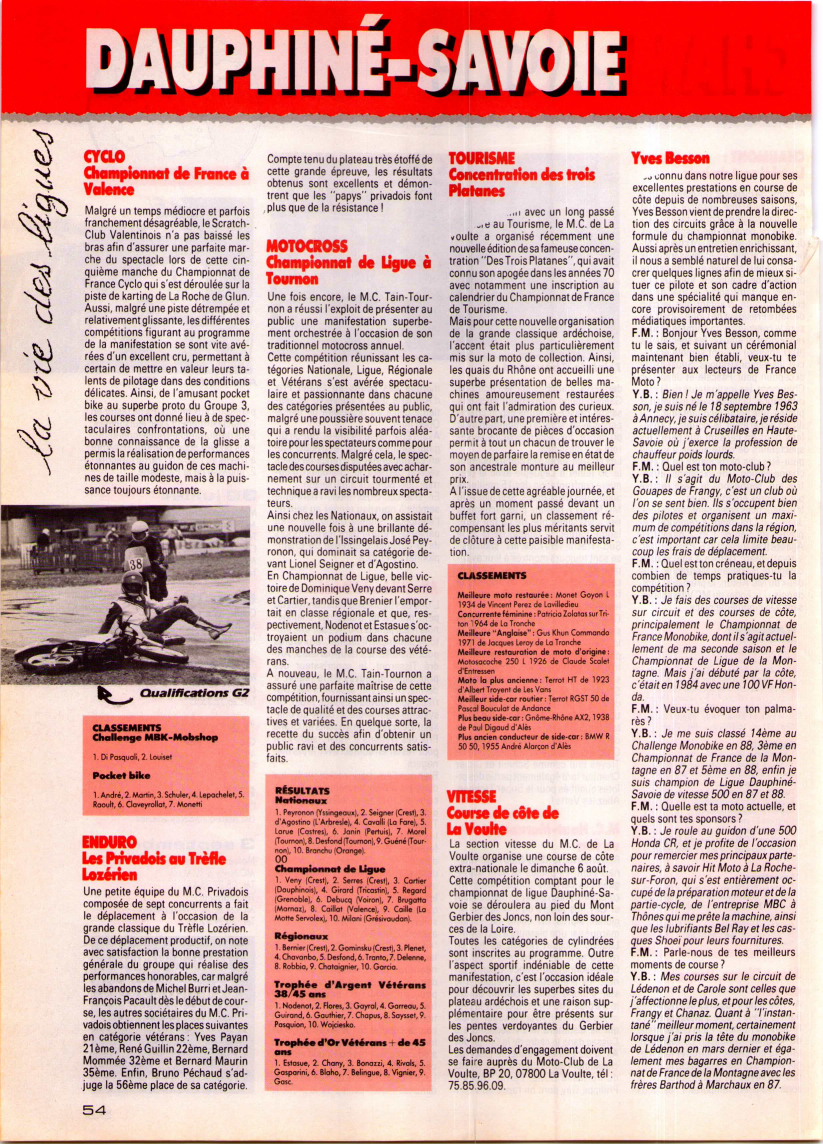 DAUPHINÉ-SAVOIE
la vie des ligues
CYCLO
Championnat de France à
Valence
Malgré un temps médiocre et parfois
franchement désagréable, le Scratch-
Club Valentinois n'a pas baissé les
bras afin d'assurer une parfaite mar-
che du spectacle lors de cette cin-
quième manche du Championnat de
France Cyclo qui s'est déroulée sur la
piste de karting de La Roche de Glun.
Aussi, malgré une piste détrempée et
relativement glissante, les différentes
compétitions figurant au programme
de la manifestation se sont vite avé-
rées d'un excellent cru, permettant à
certain de mettre en valeur leurs ta-
lents de pilotage dans des conditions
délicates. Ainsi, de l'amusant pocket
bike au superbe proto du Groupe 3,
les courses ont donné lieu à des spec-
taculaires confrontations, où une
bonne connaissance de la glisse a
permis la réalisation de performances
étonnantes au guidon de ces machi-
nes de taille modeste, mais à la puis-
sance toujours étonnante.
38
Qualifications G2
CLASSEMENTS
Challenge MBK-Mobshop
1. Di Pasquali, 2. Louiset
Pocket bike
1. André, 2. Martin, 3. Schuler, 4. Lepachelet, 5.
Raoult, 6. Claveyrollat, 7. Monetti
ENDURO
Les Privadois au Trèfle
Lozérien
Une petite équipe du M.C. Privadois
composée de sept concurrents a fait
le déplacement à l'occasion de la
grande classique du Trèfle Lozérien.
De ce déplacement productif, on note
avec satisfaction la bonne prestation
générale du groupe qui réalise des
performances honorables, car malgré
les abandons de Michel Burri et Jean-
François Pacault dès le début de cour-
se, les autres sociétaires du M.C. Pri-
vadois obtiennent les places suivantes
en catégorie vétérans : Yves Payan
21ème, René Guillin 22ème, Bernard
Mommée 32ème et Bernard Maurin
35ème. Enfin, Bruno Péchaud s'ad-
juge la 56ème place de sa catégorie.
54
Compte tenu du plateau très étoffé de
cette grande épreuve, les résultats
obtenus sont excellents et démon-
trent que les "papys" privadois font
plus que de la résistance !
MOTOCROSS
Championnat de Ligue à
Tournon
Une fois encore, le M.C. Tain-Tour-
non a réussi l'exploit de présenter au
public une manifestation superbe-
ment orchestrée à l'occasion de son
traditionnel motocross annuel.
Cette compétition réunissant les ca-
tégories Nationale, Ligue, Régionale
et Vétérans s'est avérée spectacu-
laire et passionnante dans chacune
des catégories présentées au public,
malgré une poussière souvent tenace
qui a rendu la visibilité parfois aléa-
toire pour les spectateurs comme pour
les concurrents. Malgré cela, le spec-
tacle des courses disputées avec achar-
nement sur un circuit tourmenté et
technique a ravi les nombreux specta-
teurs.
Ainsi chez les Nationaux, on assistait
une nouvelle fois à une brillante dé-
monstration de l'Issingelais José Pey-
ronon, qui dominait sa catégorie de-
vant Lionel Seigner et d'Agostino.
En Championnat de Ligue, belle vic-
toire de Dominique Veny devant Serre
et Cartier, tandis que Brenier l'empor-
tait en classe régionale et que, res-
pectivement, Nodenot et Estasue s'oc-
troyaient un podium dans chacune
des manches de la course des vété-
rans.
A nouveau, le M.C. Tain-Tournon a
assuré une parfaite maîtrise de cette
compétition, fournissant ainsi un spec-
tacle de qualité et des courses attrac-
tives et variées. En quelque sorte, la
recette du succès afin d'obtenir un
public ravi et des concurrents satis-
faits.
RÉSULTATS
Nationaux
1. Peyronon (Yssingeaux), 2. Seigner (Crest), 3.
d'Agostino (L'Arbresle), 4. Cavalli (La Fare), 5.
Larue (Castres), 6. Janin (Pertuis), 7. Morel
(Tournon), 8. Desfond (Tournon), 9. Guéné (Tour-
non), 10. Branchu (Orange).
00
Championnat de Ligue
1. Veny (Crest), 2. Serres (Crest), 3. Cartier
(Dauphinois), 4. Girard (Tricastin), 5. Regard
(Grenoble), 6. Debucq (Voiron), 7. Brugatta
(Mornaz), 8. Caillat (Valence), 9. Caille (La
Motte Servolex), 10. Milani (Grésivaudan).
Régionaux
1. Bernier (Crest), 2. Gominsku (Crest), 3. Plenet,
4. Chavanbo, 5. Desfond, 6. Tranto, 7. Delenne,
8. Robbia, 9. Chataignier, 10. Garcia.
Trophée d'Argent Vétérans
38/45 ans
1. Nodenot, 2. Flores, 3. Gayral, 4. Garreau, 5.
Guirand, 6. Gauthier, 7. Chapus, 8. Saysset, 9.
Pasquion, 10. Wojciesko.
Trophée d'Or Vétérans + de 45
ans
1. Estasue, 2. Chany, 3. Bonazzi, 4. Rivals, 5.
Gasparini, 6. Blaho, 7. Belingue, 8. Vignier, 9.
Gasc.
TOURISME
Concentration des trois
Platanes
avec un long passé
au Tourisme, le M.C. de La
Voulte a organisé récemment une
nouvelle édition de sa fameuse concen-
tration "Des Trois Platanes", qui avait
connu son apogée dans les années 70
avec notamment une inscription au
calendrier du Championnat de France
de Tourisme.
Mais pour cette nouvelle organisation
de la grande classique ardéchoise,
l'accent était plus particulièrement
mis sur la moto de collection. Ainsi,
les quais du Rhône ont accueilli une
superbe présentation de belles ma-
chines amoureusement restaurées
qui ont fait l'admiration des curieux.
D'autre part, une première et intéres-
sante brocante de pièces d'occasion
permit à tout un chacun de trouver le
moyen de parfaire la remise en état de
son ancestrale monture au meilleur
prix.
A l'issue de cette agréable journée, et
après un moment passé devant un
buffet fort garni, un classement ré-
compensant les plus méritants servit
de clôture à cette paisible manifesta-
tion.
CLASSEMENTS
Meilleure moto restaurée : Monet Goyon L
1934 de Vincent Perez de Lavilledieu
Concurrente féminine : Patricia Zolatas sur Tri-
ton 1964 de La Tronche
Meilleure "Anglaise" : Gus Khun Commando
1971 de Jacques Leroy de La Tronche
Meilleure restauration de moto d'origine :
Motosacoche 250 L 1926 de Claude Scalet
d'Entressen
Moto la plus ancienne : Terrot HT de 1923
d'Albert Troyent de Les Vans
Meilleur side-car routier : Terrot RGST 50 de
Pascal Bouculat de Andance
Plus beau side-car : Gnôme-Rhône AX2, 1938
de Paul Digaud d'Alès
Plus ancien conducteur de side-car : BMW R
50 50, 1955 André Alarçon d'Alès
VITESSE
Course de côte de
La Voulte
La section vitesse du M.C. de La
Voulte organise une course de côte
extra-nationale le dimanche 6 août.
Cette compétition comptant pour le
championnat de ligue Dauphiné-Sa-
voie se déroulera au pied du Mont
Gerbier des Joncs, non loin des sour-
ces de la Loire.
Toutes les catégories de cylindrées
sont inscrites au programme. Outre
l'aspect sportif indéniable de cette
manifestation, c'est l'occasion idéale
pour découvrir les superbes sites du
plateau ardéchois et une raison sup-
plémentaire pour être présents sur
les pentes verdoyantes du Gerbier
des Joncs.
Les demandes d'engagement doivent
se faire auprès du Moto-Club de La
Voulte, BP 20, 07800 La Voulte, tél :
75.85.96.09.
Yves Besson
connu dans notre ligue pour ses
excellentes prestations en course de
côte depuis de nombreuses saisons,
Yves Besson vient de prendre la direc-
tion des circuits grâce à la nouvelle
formule du championnat monobike.
Aussi après un entretien enrichissant,
il nous a semblé naturel de lui consa-
crer quelques lignes afin de mieux si-
tuer ce pilote et son cadre d'action
dans une spécialité qui manque en-
core provisoirement de retombées
médiatiques importantes.
F.M. : Bonjour Yves Besson, comme
tu le sais, et suivant un cérémonial
maintenant bien établi, veux-tu te
présenter aux lecteurs de France
Moto ?
Y.B. : Bien ! Je m'appelle Yves Bes-
son, je suis né le 18 septembre 1963
à Annecy, je suis célibataire, je réside
actuellement à Cruseilles en Haute-
Savoie où j'exerce la profession de
chauffeur poids lourds.
F.M. : Quel est ton moto-club ?
Y.B. : Il s'agit du Moto-Club des
Gouapes de Frangy, c'est un club où
l'on se sent bien. Ils s'occupent bien
des pilotes et organisent un maxi-
mum de compétitions dans la région,
c'est important car cela limite beau-
coup les frais de déplacement.
F.M. : Quel est ton créneau, et depuis
combien de temps pratiques-tu la
compétition ?
Y.B. : Je fais des courses de vitesse
sur circuit et des courses de côte,
principalement le Championnat de
France Monobike, dont il s'agit actuel-
lement de ma seconde saison et le
Championnat de Ligue de la Mon-
tagne. Mais j'ai débuté par la côte,
c'était en 1984 avec une 100 VF Hon-
da.
F.M. : Veux-tu évoquer ton palma-
rès ?
Y.B. : Je me suis classé 14ème au
Challenge Monobike en 88, 3ème en
Championnat de France de la Mon-
tagne en 87 et 5ème en 88, enfin je
suis champion de Ligue Dauphiné-
Savoie de vitesse 500 en 87 et 88.
F.M. : Quelle est ta moto actuelle, et
quels sont tes sponsors ?
Y.B. : Je roule au guidon d'une 500
Honda CR, et je profite de l'occasion
pour remercier mes principaux parte-
naires, à savoir Hit Moto à La Roche-
sur-Foron, qui s'est entièrement oc-
cupé de la préparation moteur et de la
partie-cycle, de l'entreprise MBC à
Thônes qui me prête la machine, ainsi
que les lubrifiants Bel Ray et les cas-
ques Shoei pour leurs fournitures.
F.M. : Parle-nous de tes meilleurs
moments de course ?
Y.B. : Mes courses sur le circuit de
Lédenon et de Carole sont celles que
j'affectionne le plus, et pour les côtes,
Frangy et Chanaz. Quant à "l'instan-
tané" meilleur moment, certainement
lorsque j'ai pris la tête du monobike
de Lédenon en mars dernier et éga-
lement mes bagarres en Champion-
nat de France de la Montagne avec les
frères Barthod à Marchaux en 87.